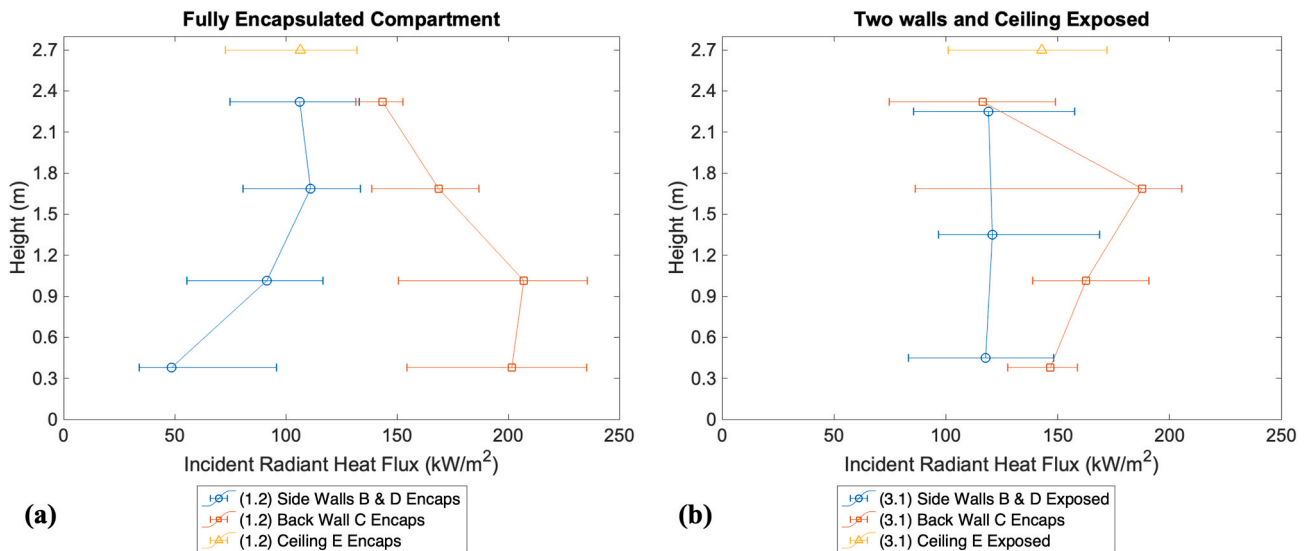 Fully Encapsulated Compartment
2.7
2.4
2.1
1.8
1.5
1.2
0.9
0.6
0.3
0
Height (m)
0 50 100 150 200 250
Incident Radiant Heat Flux (kW/m²)
(a)
(1.2) Side Walls B & D Encaps
(1.2) Back Wall C Encaps
(1.2) Ceiling E Encaps
Two walls and Ceiling Exposed
2.7
2.4
2.1
1.8
1.5
1.2
0.9
0.6
0.3
0
Height (m)
0 50 100 150 200 250
Incident Radiant Heat Flux (kW/m²)
(b)
(3.1) Side Walls B & D Exposed
(3.1) Back Wall C Encaps
(3.1) Ceiling E Exposed